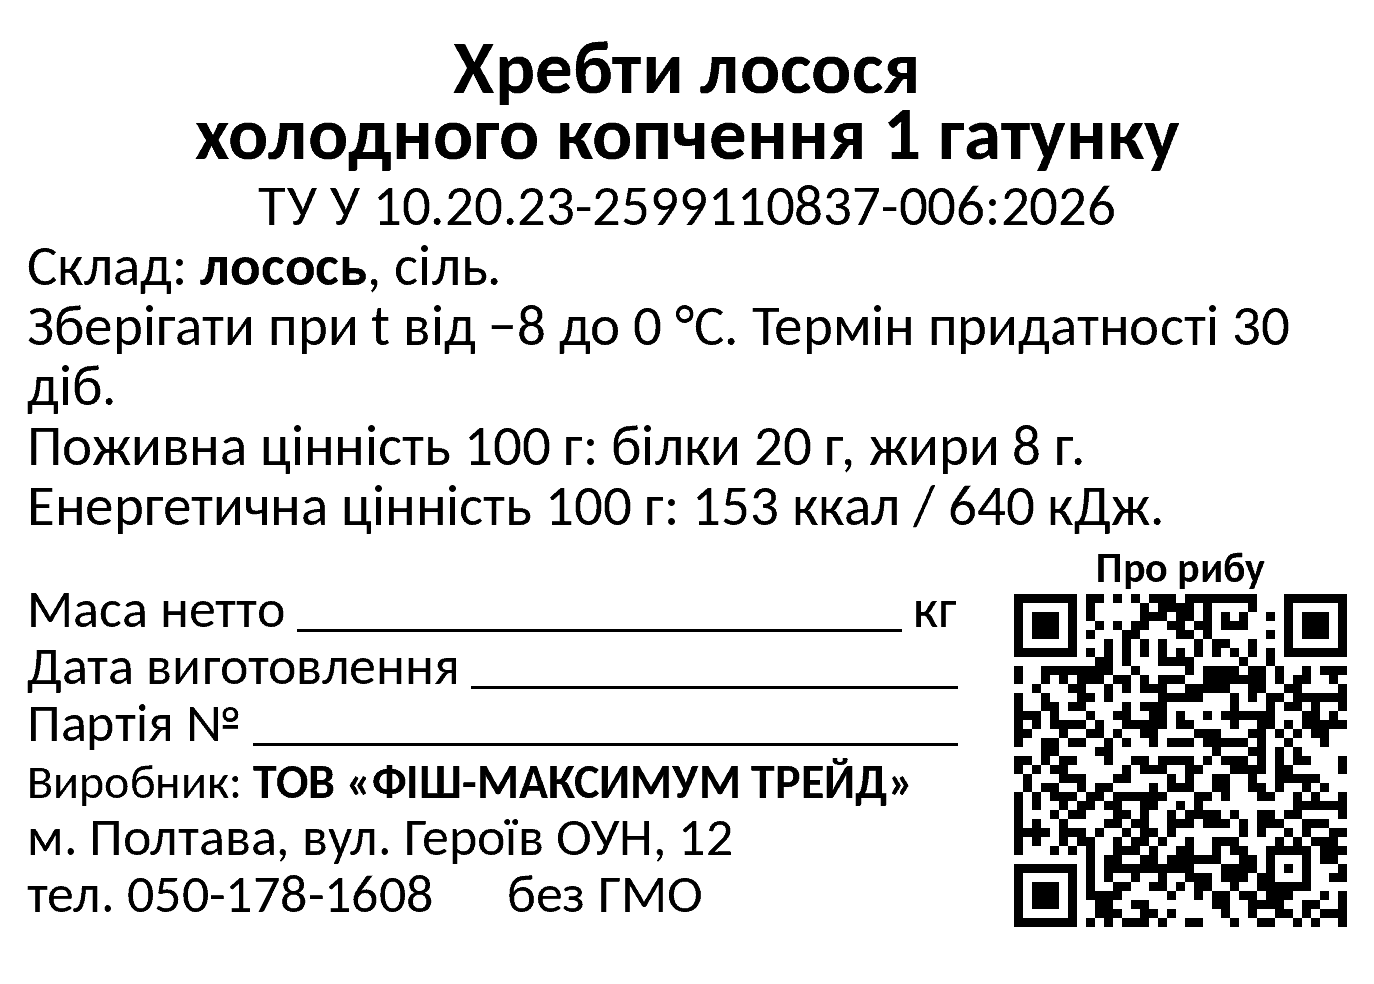 Хребти лосося
холодного копчення 1 гатунку
ТУ У 10.20.23-2599110837-006:2026
Склад: лосось, сіль.
Зберігати при t від −8 до 0 °C. Термін придатності 30
діб.
Поживна цінність 100 г: білки 20 г, жири 8 г.
Енергетична цінність 100 г: 153 ккал / 640 кДж.
Про рибу
Маса нетто ________________ кг
Дата виготовлення ________________
Партія № ________________
Виробник: ТОВ «ФІШ-МАКСИМУМ ТРЕЙД»
м. Полтава, вул. Героїв ОУН, 12
тел. 050-178-1608 без ГМО